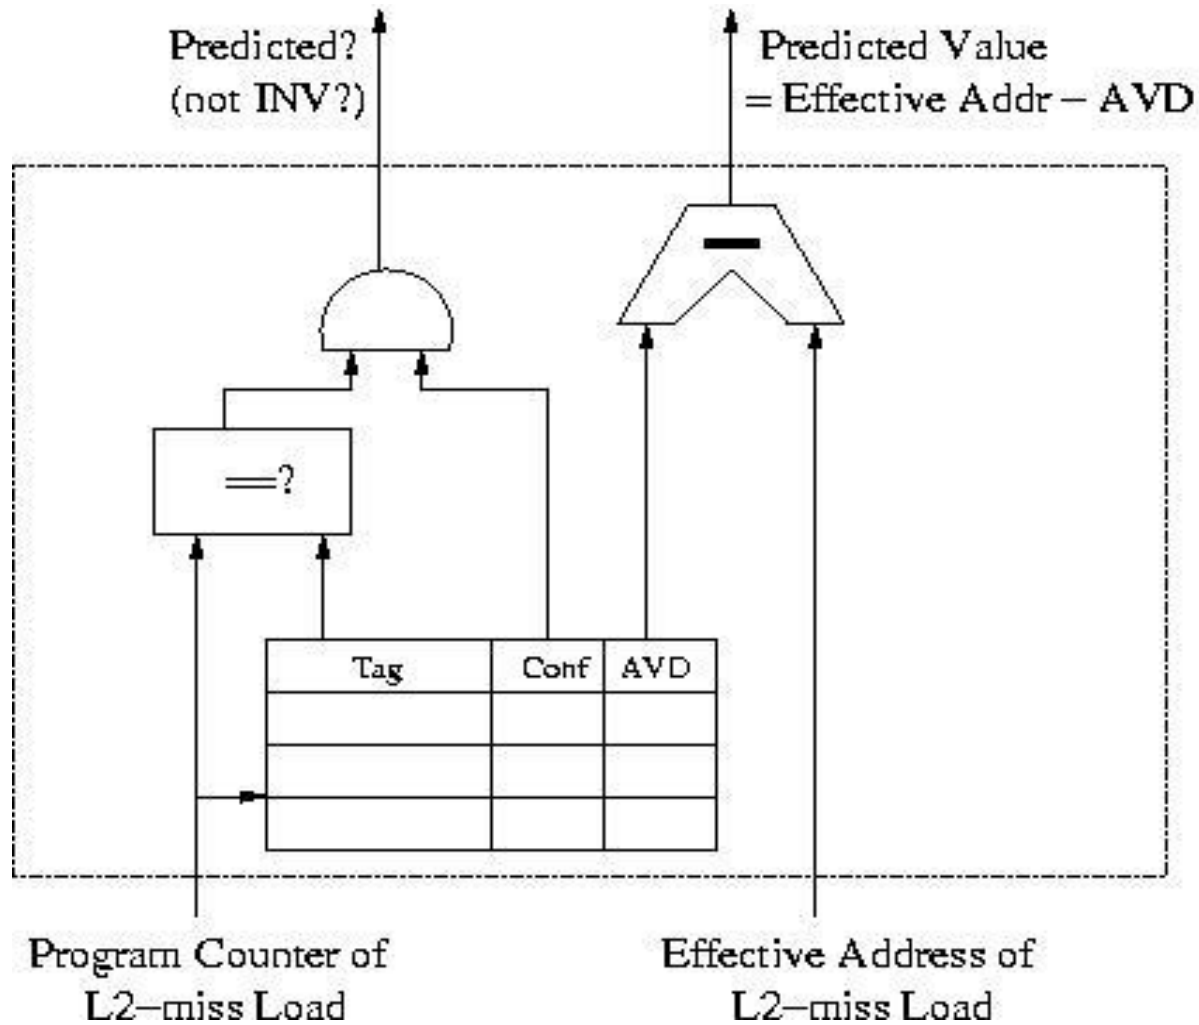 Predicted?
(not INV?)
Predicted Value
= Effective Addr − AVD
==?
Tag Conf AVD
Program Counter of
L2−miss Load
Effective Address of
L2−miss Load